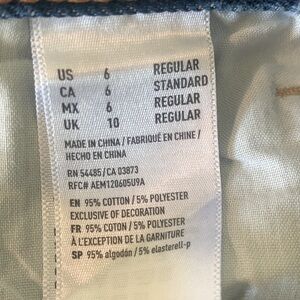 US 6 REGULAR
CA 6 STANDARD
MX 6 REGULAR
UK 10 REGULAR
MADE IN CHINA / FABRIQUÉ EN CHINE /
HECHO EN CHINA
RN 54485/CA 03873
RFC# AEM120605U9A
EN 95% COTTON / 5% POLYESTER
EXCLUSIVE OF DECORATION
FR 95% COTTON / 5% POLYESTER
À L'EXCEPTION DE LA GARNITURE
SP 95% algodón / 5% elasterell-p